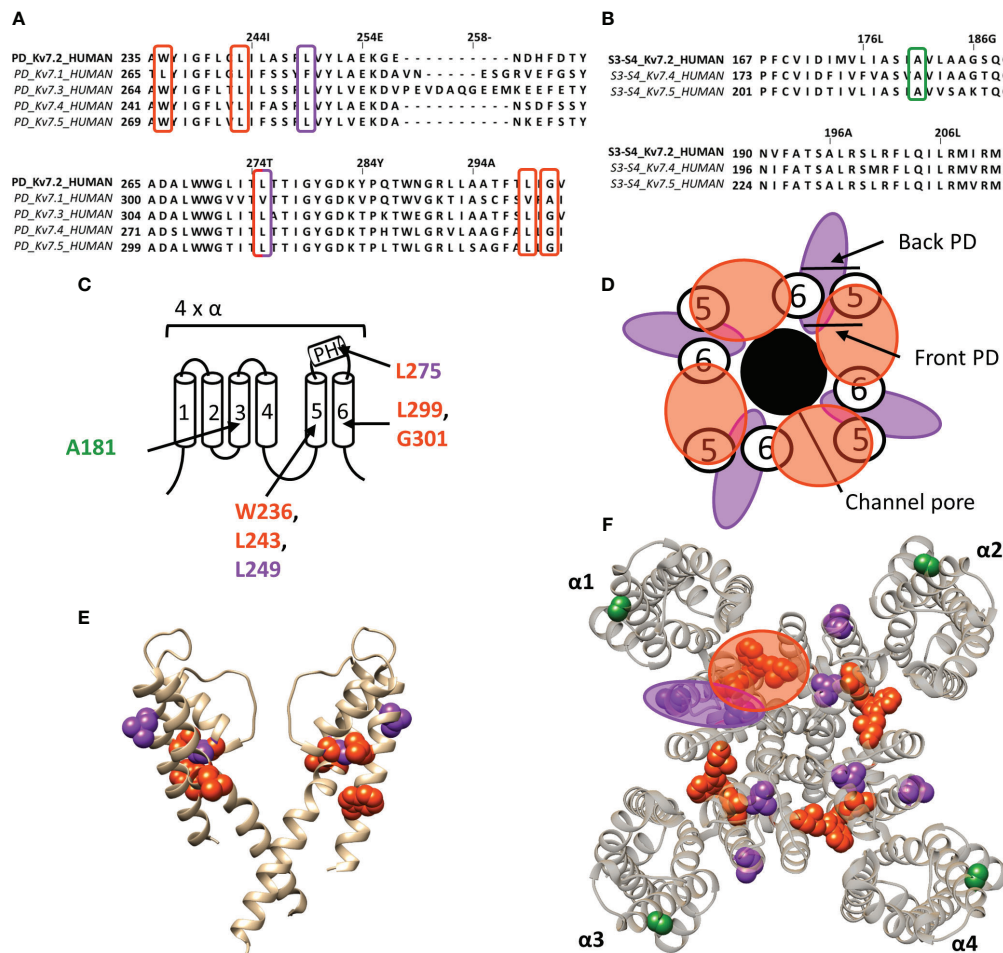 A
244I 254E 258-
PD_Kv7.2_HUMAN 235 A W Y I G F L C L I L A S F L V Y L A E K G E - - - - - - - - - - N D H F D T Y
PD_Kv7.1_HUMAN 265 T L Y I G F L G L I F S S Y F V Y L A E K D A V N - - - - - - E S G R V E F G S Y
PD_Kv7.3_HUMAN 264 A W Y I G F L T L I L S S F L V Y L V E K D V P E V D A Q G E E M K E E F E T Y
PD_Kv7.4_HUMAN 241 A W Y I G F L V L I F A S F L V Y L A E K D A - - - - - - - - - - N S D F S S Y
PD_Kv7.5_HUMAN 269 A W Y I G F L V L I F S S F L V Y L V E K D A - - - - - - - - - - N K E F S T Y
274T 284Y 294A
PD_Kv7.2_HUMAN 265 A D A L W W G L I T L T T I G Y G D K Y P Q T W N G R L L A A T F T L I G V
PD_Kv7.1_HUMAN 300 A D A L W W G V V T V T T I G Y G D K V P Q T W V G K T I A S C F S V F A I
PD_Kv7.3_HUMAN 304 A D A L W W G L I T L A T I G Y G D K T P K T W E G R L I A A T F S L I G V
PD_Kv7.4_HUMAN 271 A D S L W W G T I T L T T I G Y G D K T P H T W L G R V L A A G F A L L G I
PD_Kv7.5_HUMAN 299 A D A L W W G T I T L T T I G Y G D K T P L T W L G R L L S A G F A L L G I
B
176L 186G
S3-S4_Kv7.2_HUMAN 167 P F C V I D I M V L I A S I A V L A A G S Q
S3-S4_Kv7.4_HUMAN 173 P F C V I D F I V F V A S V A V I A A G T Q
S3-S4_Kv7.5_HUMAN 201 P F C V I D T I V L I A S I A V V S A K T Q
196A 206L
S3-S4_Kv7.2_HUMAN 190 N V F A T S A L R S L R F L Q I L R M I R M
S3-S4_Kv7.4_HUMAN 196 N I F A T S A L R S M R F L Q I L R M V R M
S3-S4_Kv7.5_HUMAN 224 N I F A T S A L R S L R F L Q I L R M V R M
C
4 x α
PH
1 2 3 4 5 6
L275
L299,
G301
A181
W236,
L243,
L249
D
Back PD
5 6 5
Front PD
6 6
5 6 5
Channel pore
E
F
α1
α2
α3
α4